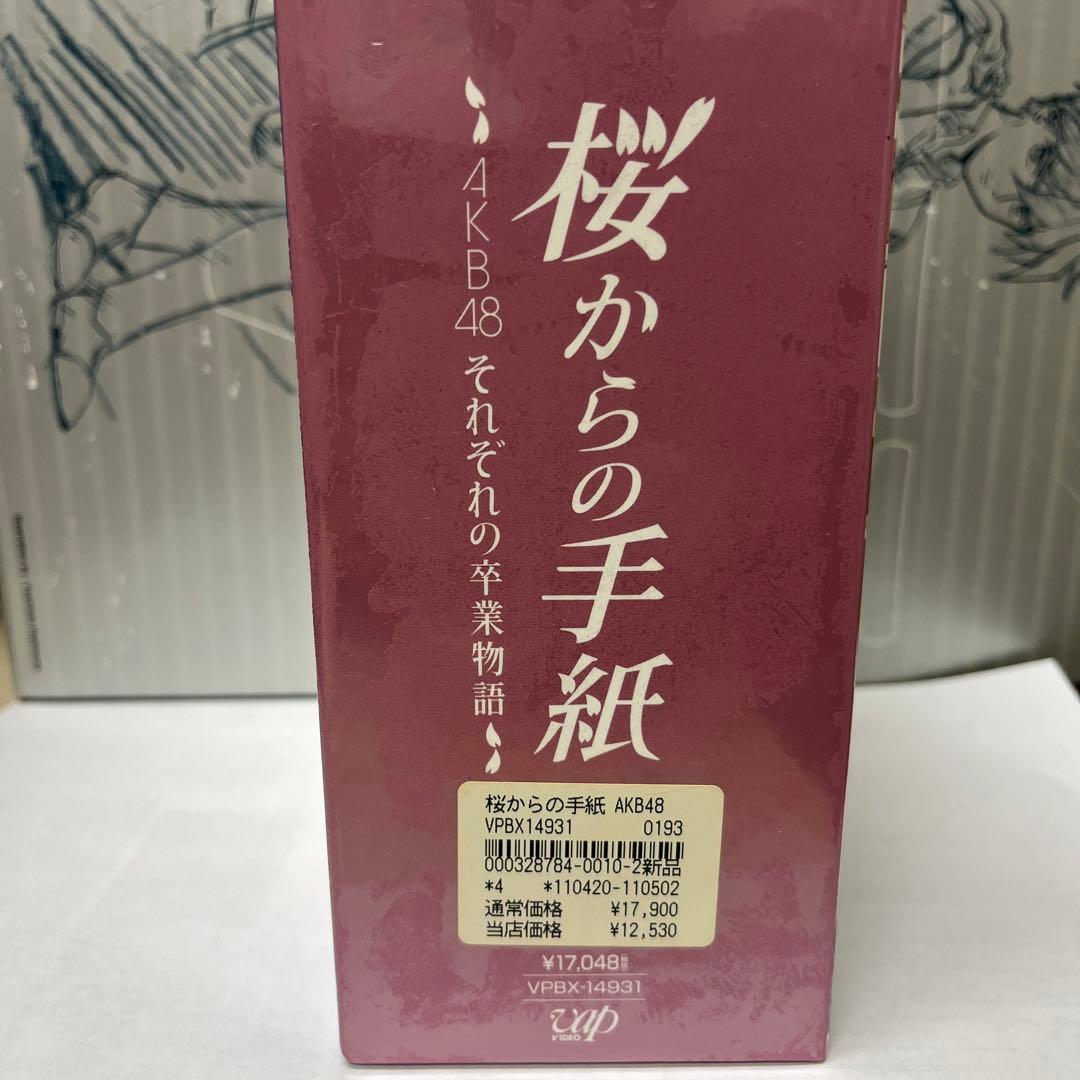 桜からの手紙
AKB48 それぞれの卒業物語
桜からの手紙 AKB48
VPBX14931 0193
000328784-0010-2新品
*4 *110420-110502
通常価格 ¥17,900
当店価格 ¥12,530
¥17,048
VPBX-14931
vap
VIDEO